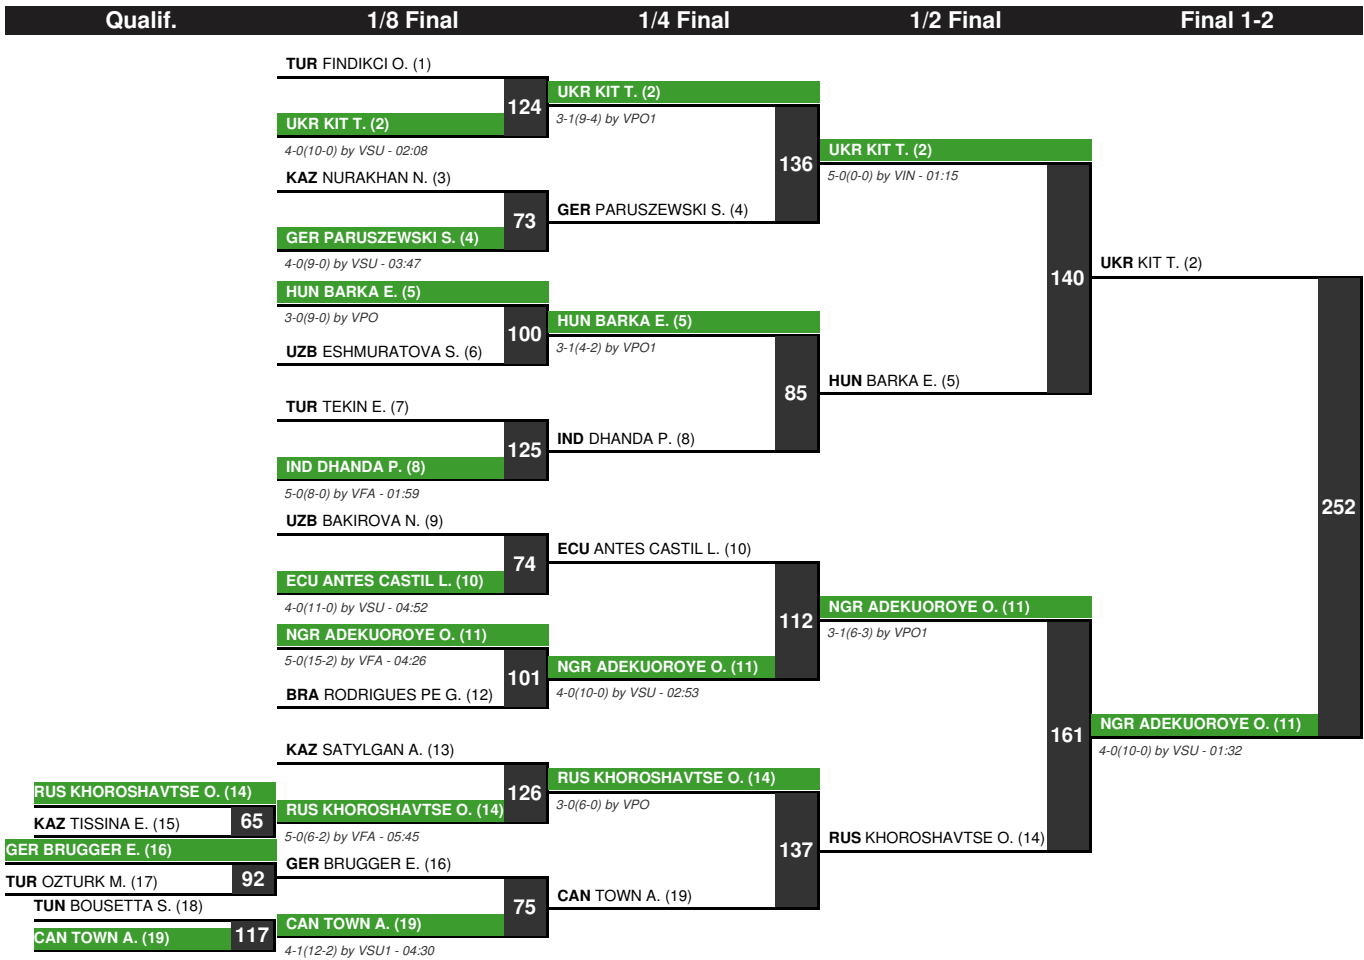 Qualif.
1/8 Final
1/4 Final
1/2 Final
Final 1-2
TUR FINDIKCI O. (1)
124
UKR KIT T. (2)
4-0(10-0) by VSU - 02:08
KAZ NURAKHAN N. (3)
73
GER PARUSZEWSKI S. (4)
4-0(9-0) by VSU - 03:47
HUN BARKA E. (5)
3-0(9-0) by VPO
100
UZB ESHMURATOVA S. (6)
TUR TEKIN E. (7)
125
IND DHANDA P. (8)
5-0(8-0) by VFA - 01:59
UZB BAKIROVA N. (9)
74
ECU ANTES CASTIL L. (10)
4-0(11-0) by VSU - 04:52
NGR ADEKUOROYE O. (11)
5-0(15-2) by VFA - 04:26
101
BRA RODRIGUES PE G. (12)
KAZ SATYLGAN A. (13)
126
RUS KHOROSHAVTSE O. (14)
5-0(6-2) by VFA - 05:45
GER BRUGGER E. (16)
75
CAN TOWN A. (19)
4-1(12-2) by VSU1 - 04:30
RUS KHOROSHAVTSE O. (14)
65
KAZ TISSINA E. (15)
GER BRUGGER E. (16)
92
TUR OZTURK M. (17)
TUN BOUSETTA S. (18)
117
CAN TOWN A. (19)
UKR KIT T. (2)
3-1(9-4) by VPO1
136
GER PARUSZEWSKI S. (4)
HUN BARKA E. (5)
3-1(4-2) by VPO1
85
IND DHANDA P. (8)
ECU ANTES CASTIL L. (10)
112
NGR ADEKUOROYE O. (11)
4-0(10-0) by VSU - 02:53
RUS KHOROSHAVTSE O. (14)
3-0(6-0) by VPO
137
CAN TOWN A. (19)
UKR KIT T. (2)
5-0(0-0) by VIN - 01:15
140
HUN BARKA E. (5)
NGR ADEKUOROYE O. (11)
3-1(6-3) by VPO1
161
RUS KHOROSHAVTSE O. (14)
UKR KIT T. (2)
252
NGR ADEKUOROYE O. (11)
4-0(10-0) by VSU - 01:32